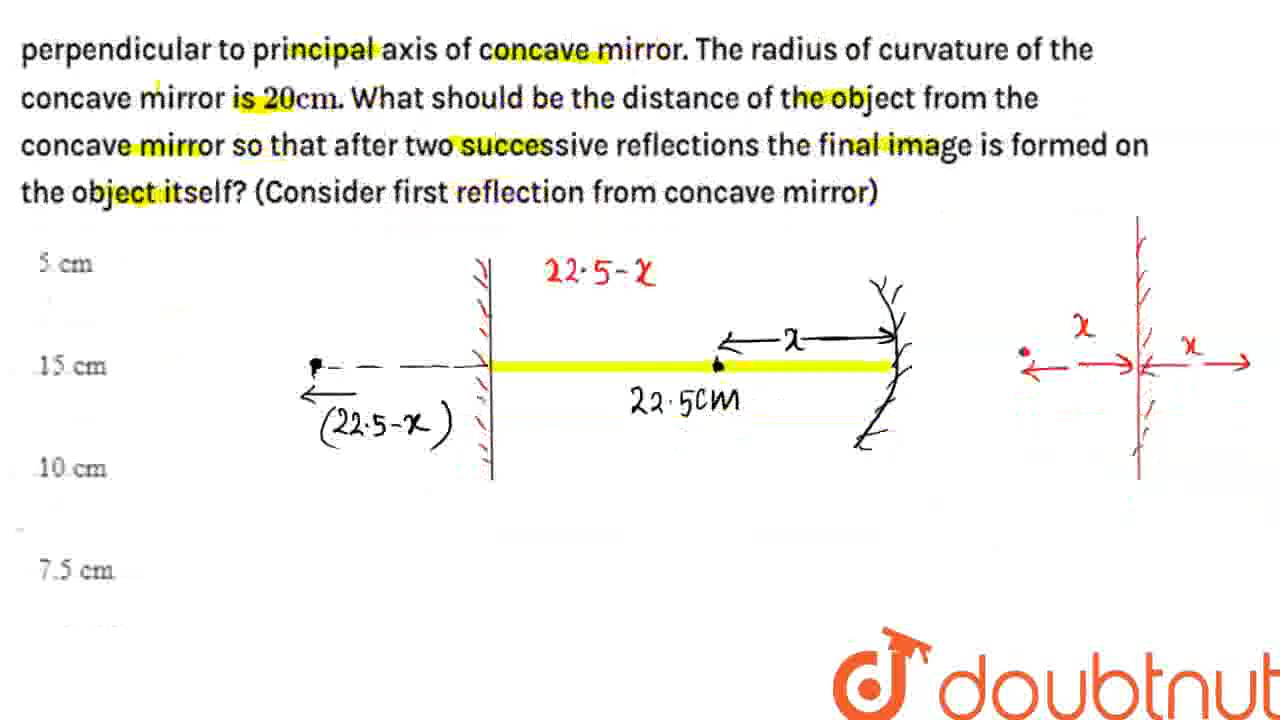 perpendicular to principal axis of concave mirror. The radius of curvature of the
concave mirror is 20cm. What should be the distance of the object from the
concave mirror so that after two successive reflections the final image is formed on
the object itself? (Consider first reflection from concave mirror)
5 cm
22.5-x
x
x
x
15 cm
22.5cm
(22.5-x)
10 cm
7.5 cm
doubtnut